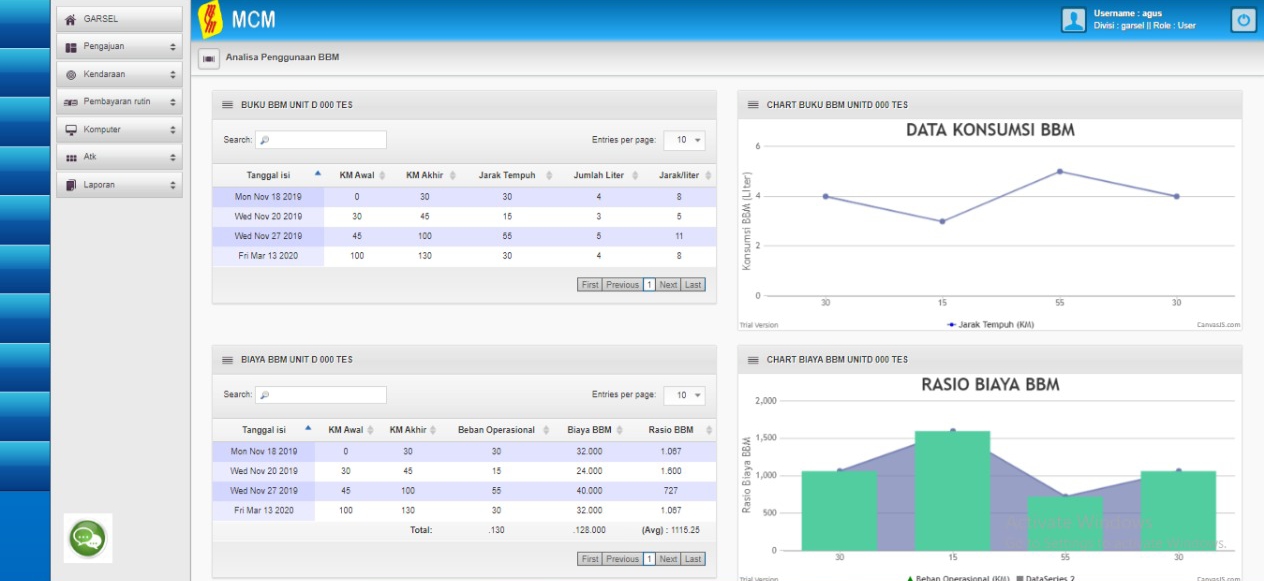 GARSEL
Pengajuan
Kendaraan
Pembayaran rutin
Komputer
Atk
Laporan
MCM
Username : agus
Divisi : garsel || Role : User
Analisa Penggunaan BBM
BUKU BBM UNIT D 000 TES
Search:
Entries per page: 10
Tanggal isi KM Awal KM Akhir Jarak Tempuh Jumlah Liter Jarak/liter
Mon Nov 18 2019 0 30 30 4 8
Wed Nov 20 2019 30 45 15 3 5
Wed Nov 27 2019 45 100 55 5 11
Fri Mar 13 2020 100 130 30 4 8
First Previous 1 Next Last
CHART BUKU BBM UNITD 000 TES
DATA KONSUMSI BBM
Konsumsi BBM (Liter)
6
4
2
0
30 15 55 30
Jarak Tempuh (KM)
Trial Version
CanvasJS.com
BIAYA BBM UNIT D 000 TES
Search:
Entries per page: 10
Tanggal isi KM Awal KM Akhir Beban Operasional Biaya BBM Rasio BBM
Mon Nov 18 2019 0 30 30 32.000 1.067
Wed Nov 20 2019 30 45 15 24.000 1.600
Wed Nov 27 2019 45 100 55 40.000 727
Fri Mar 13 2020 100 130 30 32.000 1.067
Total: .130 .128.000 (Avg) : 1115.25
First Previous 1 Next Last
CHART BIAYA BBM UNITD 000 TES
RASIO BIAYA BBM
Rasio Biaya BBM
2,000
1,500
1,000
500
0
30 15 55 30
Activate Windows
Windows.
Beban Operasional (KM) DataSeries 2
Trial Version
CanvasJS.com